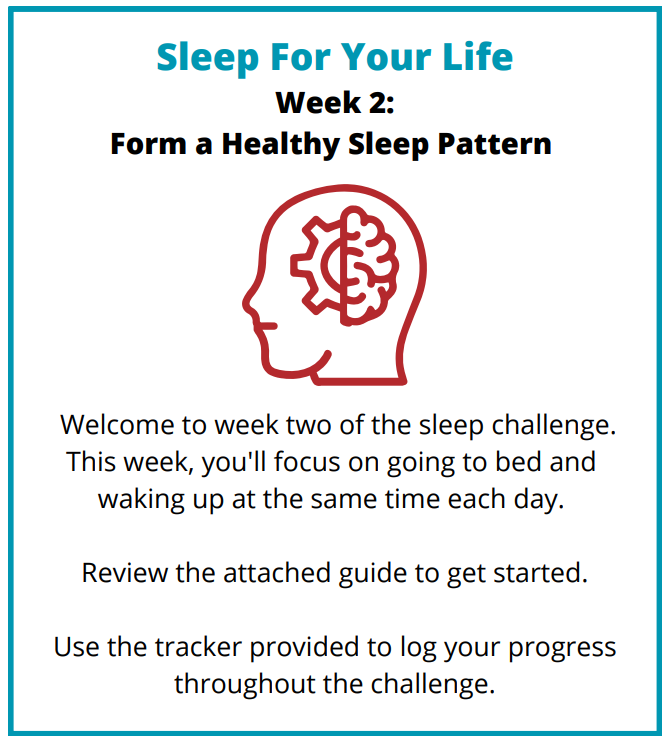 Sleep For Your Life
Week 2:
Form a Healthy Sleep Pattern
Welcome to week two of the sleep challenge.
This week, you'll focus on going to bed and
waking up at the same time each day.
Review the attached guide to get started.
Use the tracker provided to log your progress
throughout the challenge.